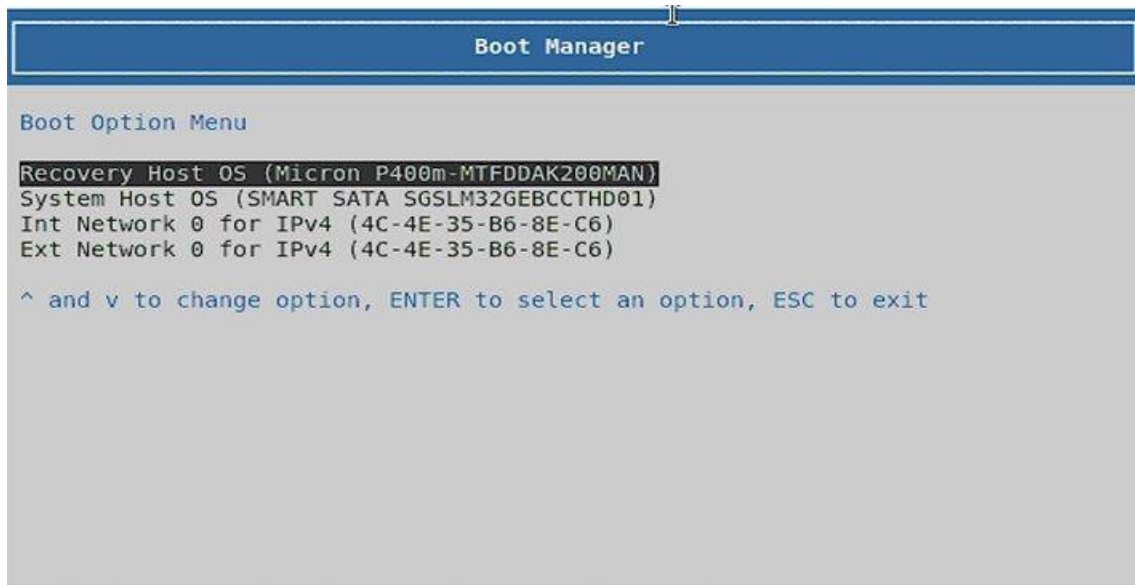 Boot Manager
Boot Option Menu
Recovery Host OS (Micron P400m-MTFDDAK200MAN)
System Host OS (SMART SATA SGSLM32GEBCCTHD01)
Int Network 0 for IPv4 (4C-4E-35-B6-8E-C6)
Ext Network 0 for IPv4 (4C-4E-35-B6-8E-C6)
^ and v to change option, ENTER to select an option, ESC to exit